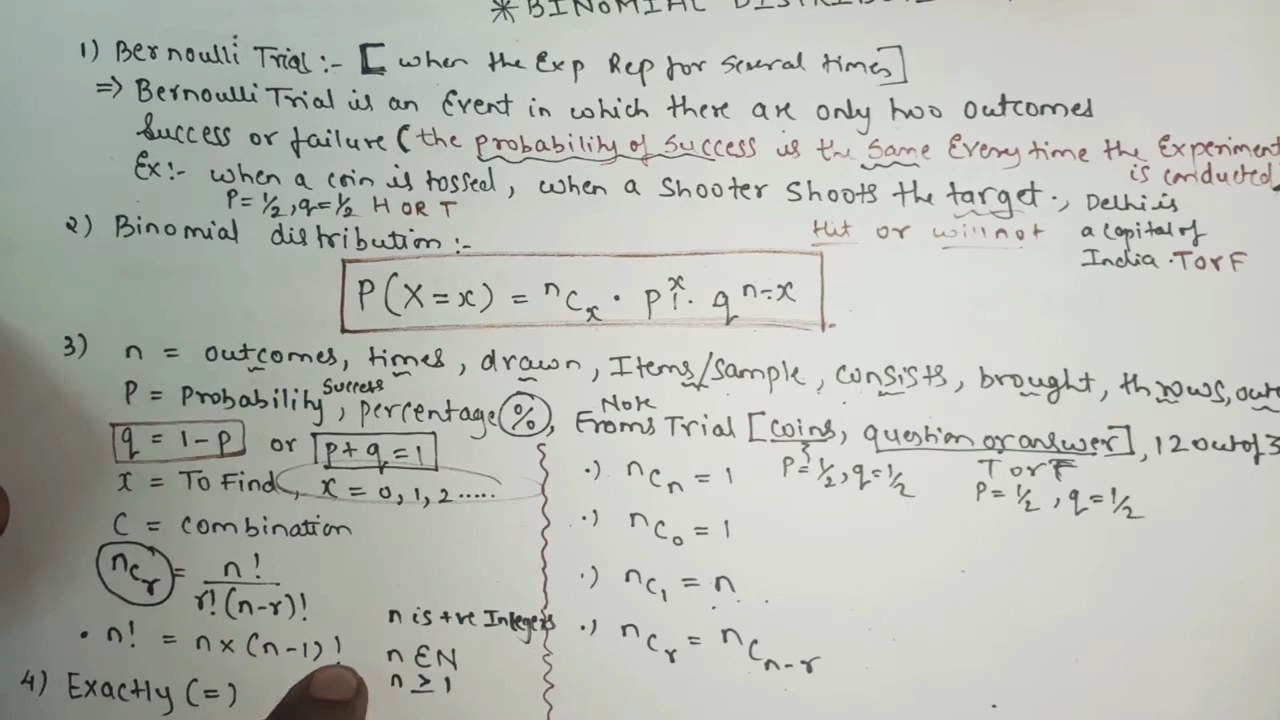 * BINOMIAL
1) Bernoulli Trial :- [ when the Exp Rep for several times]
=> Bernoulli Trial is an Event in which there are only two outcomes
Success or failure ( the probability of success is the same Every time the Experiment
is conducted
Ex :- when a coin is tossed, when a shooter shoots the target.,
P=½, q=½ H OR T
Hit or will not
Delhi is
a capital of
India. T or F
2) Binomial distribution :-
P(X=x) = nCx · p^x · q^n-x
3) n = outcomes, times, drawn, Items/sample, consists, brought, throws,
P = Probability Success, percentage %, From Trial [coins, question or answer], 12 out of 3
Note
q = 1-p or p+q=1
x = To Find, x = 0, 1, 2 .....
C = combination
nCr = n! / r!(n-r)!
• n! = n x (n-1)!
n is +ve Integers
n ∈ N
n ≥ 1
4) Exactly (=)
.) nCn = 1
P=½, q=½
T or F
P=½, q=½
.) nC0 = 1
.) nC1 = n
.) nCr = nCn-r